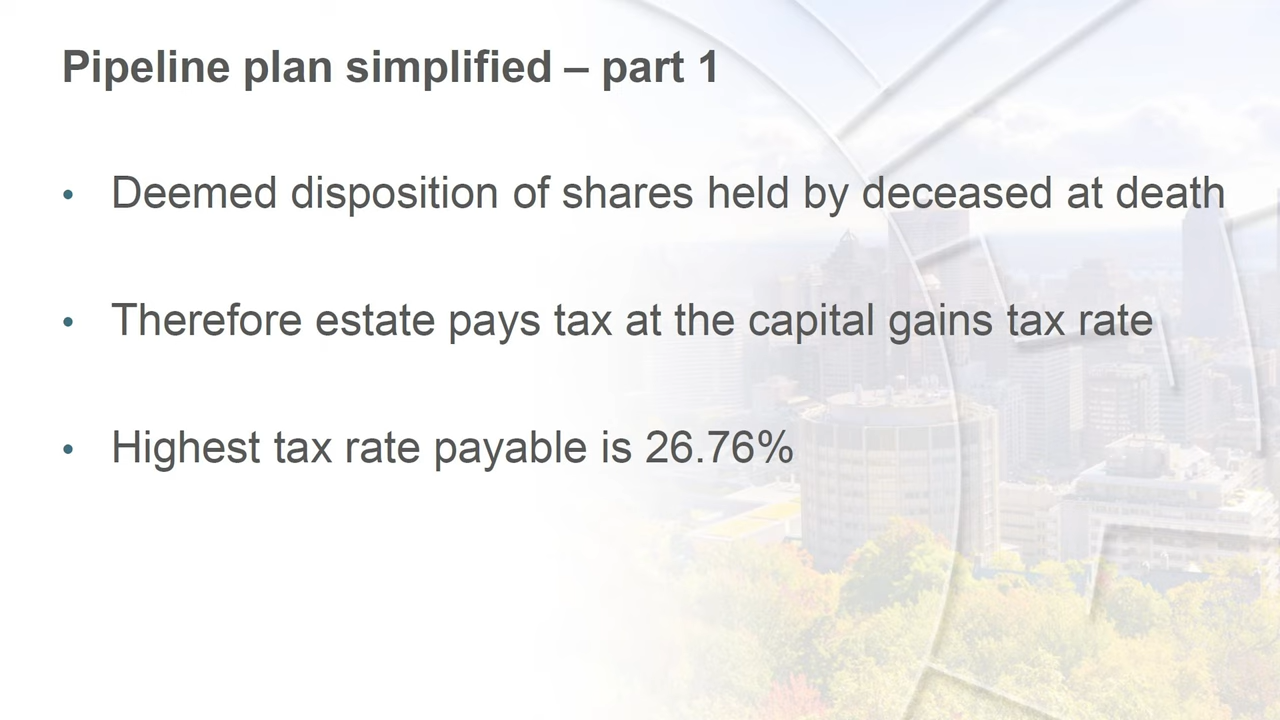 Pipeline plan simplified – part 1
• Deemed disposition of shares held by deceased at death
• Therefore estate pays tax at the capital gains tax rate
• Highest tax rate payable is 26.76%